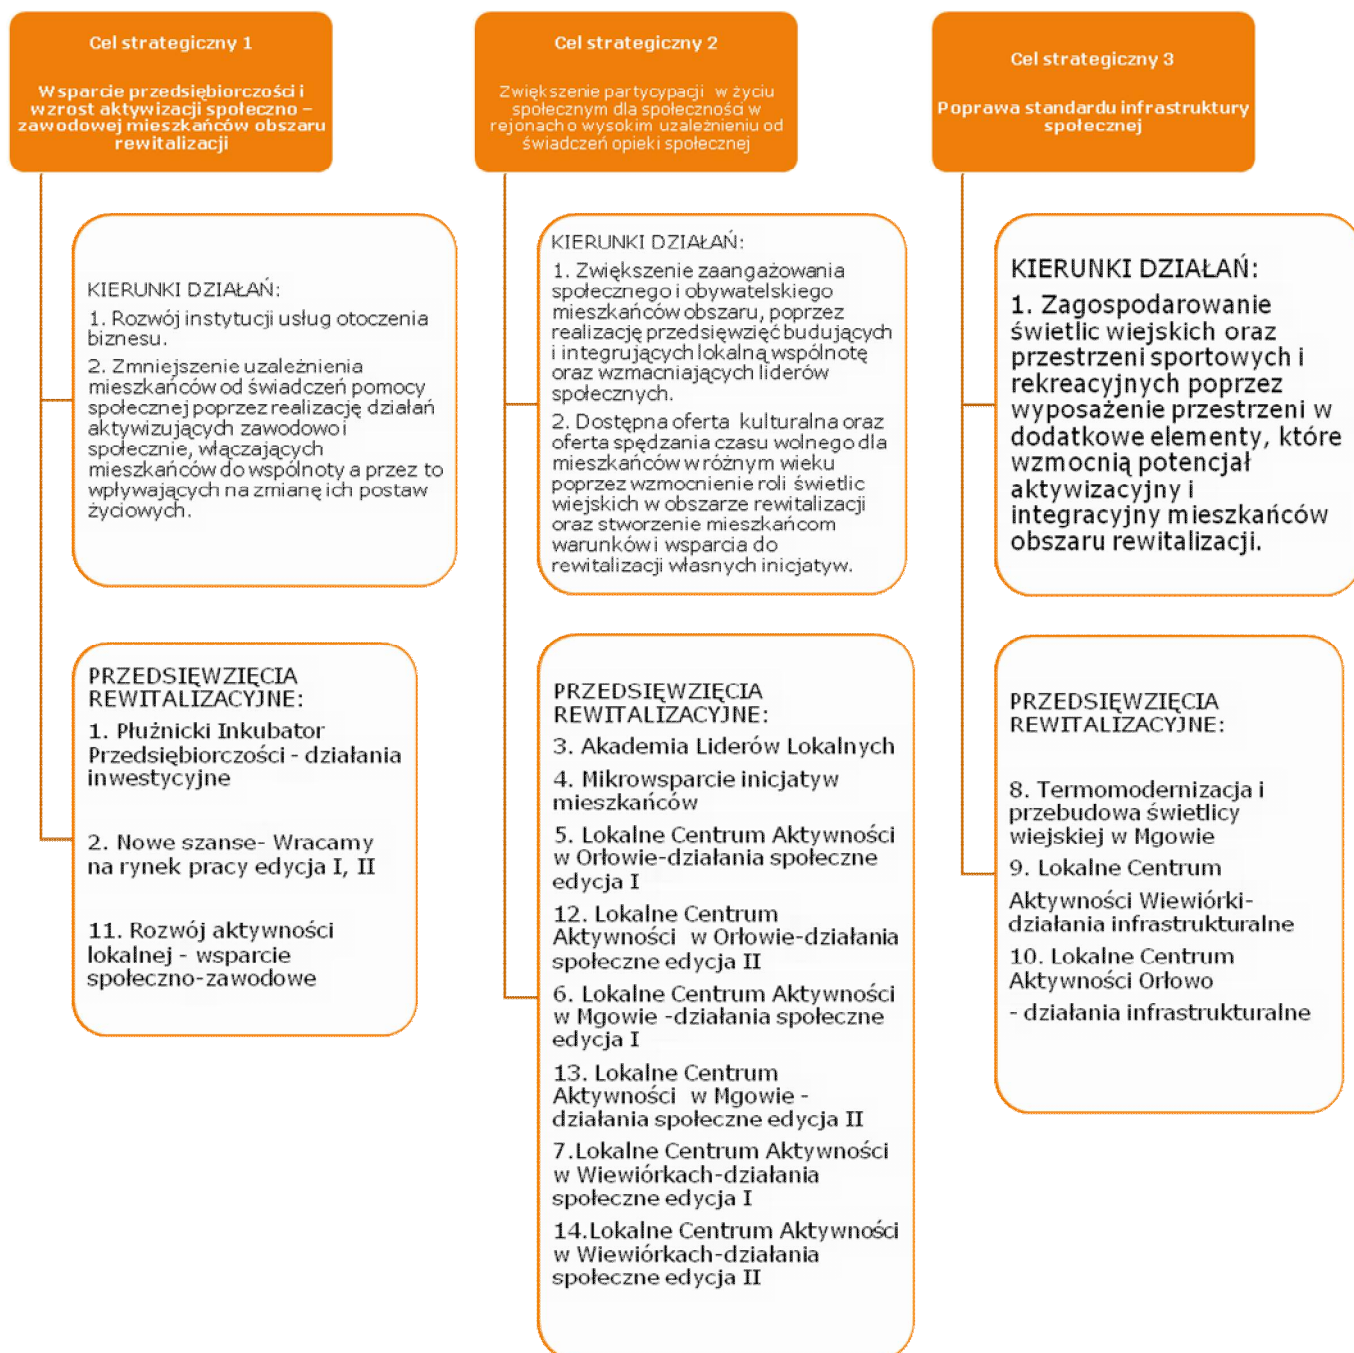 Cel strategiczny 1
Wsparcie przedsiębiorczości i
wzrost aktywizacji społeczno –
zawodowej mieszkańców obszaru
rewitalizacji
KIERUNKI DZIAŁAŃ:
1. Rozwój instytucji usług otoczenia
biznesu.
2. Zmniejszenie uzależnienia
mieszkańców od świadczeń pomocy
społecznej poprzez realizację działań
aktywizujących zawodowo i
społecznie, włączających
mieszkańców do wspólnoty a przez to
wpływających na zmianę ich postaw
życiowych.
PRZEDSIĘWZIĘCIA
REWITALIZACYJNE:
1. Płużnicki Inkubator
Przedsiębiorczości - działania
inwestycyjne
2. Nowe szanse- Wracamy
na rynek pracy edycja I, II
11. Rozwój aktywności
lokalnej - wsparcie
społeczno-zawodowe
Cel strategiczny 2
Zwiększenie partycypacji w życiu
społecznym dla społeczności w
rejonach o wysokim uzależnieniu od
świadczeń opieki społecznej
KIERUNKI DZIAŁAŃ:
1. Zwiększenie zaangażowania
społecznego i obywatelskiego
mieszkańców obszaru, poprzez
realizację przedsięwzięć budujących
i integrujących lokalną wspólnotę
oraz wzmacniających liderów
społecznych.
2. Dostępna oferta kulturalna oraz
oferta spędzania czasu wolnego dla
mieszkańców w różnym wieku
poprzez wzmocnienie roli świetlic
wiejskich w obszarze rewitalizacji
oraz stworzenie mieszkańcom
warunków i wsparcia do
rewitalizacji własnych inicjatyw.
PRZEDSIĘWZIĘCIA
REWITALIZACYJNE:
3. Akademia Liderów Lokalnych
4. Mikrowsparcie inicjatyw
mieszkańców
5. Lokalne Centrum Aktywności
w Orłowie-działania społeczne
edycja I
12. Lokalne Centrum
Aktywności w Orłowie-działania
społeczne edycja II
6. Lokalne Centrum Aktywności
w Mgowie -działania społeczne
edycja I
13. Lokalne Centrum
Aktywności w Mgowie -
działania społeczne edycja II
7.Lokalne Centrum Aktywności
w Wiewiórkach-działania
społeczne edycja I
14.Lokalne Centrum Aktywności
w Wiewiórkach-działania
społeczne edycja II
Cel strategiczny 3
Poprawa standardu infrastruktury
społecznej
KIERUNKI DZIAŁAŃ:
1. Zagospodarowanie
świetlic wiejskich oraz
przestrzeni sportowych i
rekreacyjnych poprzez
wyposażenie przestrzeni w
dodatkowe elementy, które
wzmocnią potencjał
aktywizacyjny i
integracyjny mieszkańców
obszaru rewitalizacji.
PRZEDSIĘWZIĘCIA
REWITALIZACYJNE:
8. Termomodernizacja i
przebudowa świetlicy
wiejskiej w Mgowie
9. Lokalne Centrum
Aktywności Wiewiórki-
działania infrastrukturalne
10. Lokalne Centrum
Aktywności Orłowo
- działania infrastrukturalne